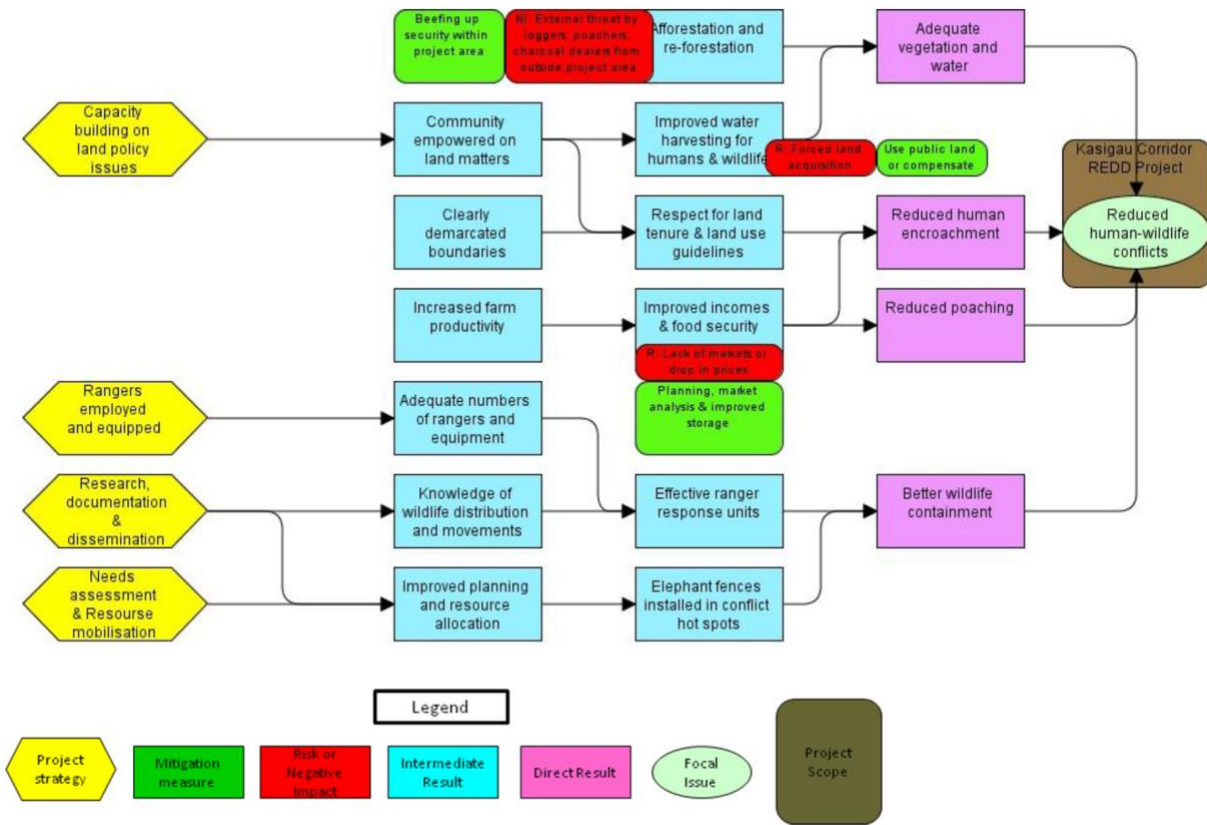 Beefing up
security within
project area
NI: External threat by
loggers, poachers,
charcoal dealers from
outside project area
Afforestation and
re-forestation
Adequate
vegetation and
water
Capacity
building on
land policy
issues
Community
empowered on
land matters
Improved water
harvesting for
humans & wildlife
R: Forced land
acquisition
Use public land
or compensate
Kasigau Corridor
REDD Project
Clearly
demarcated
boundaries
Respect for land
tenure & land use
guidelines
Reduced human
encroachment
Reduced
human-wildlife
conflicts
Increased farm
productivity
Improved incomes
& food security
Reduced poaching
R: Lack of markets or
drop in prices
Planning, market
analysis & improved
storage
Rangers
employed
and equipped
Adequate numbers
of rangers and
equipment
Research,
documentation
&
dissemination
Knowledge of
wildlife distribution
and movements
Effective ranger
response units
Better wildlife
containment
Needs
assessment
& Resourse
mobilisation
Improved planning
and resource
allocation
Elephant fences
installed in conflict
hot spots
Legend
Project
strategy
Mitigation
measure
Risk or
Negative
Impact
Intermediate
Result
Direct Result
Focal
Issue
Project
Scope